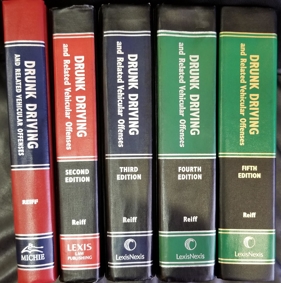 DRUNK DRIVING
AND RELATED VEHICULAR OFFENSES
REIFF
MICHIE
DRUNK DRIVING
and Related Vehicular Offenses
SECOND
EDITION
Reiff
LEXIS
LAW
PUBLISHING
DRUNK DRIVING
and Related Vehicular Offenses
THIRD
EDITION
Reiff
LexisNexis
DRUNK DRIVING
and Related Vehicular Offenses
FOURTH
EDITION
Reiff
LexisNexis
DRUNK DRIVING
and Related Vehicular Offenses
FIFTH
EDITION
Reiff
LexisNexis